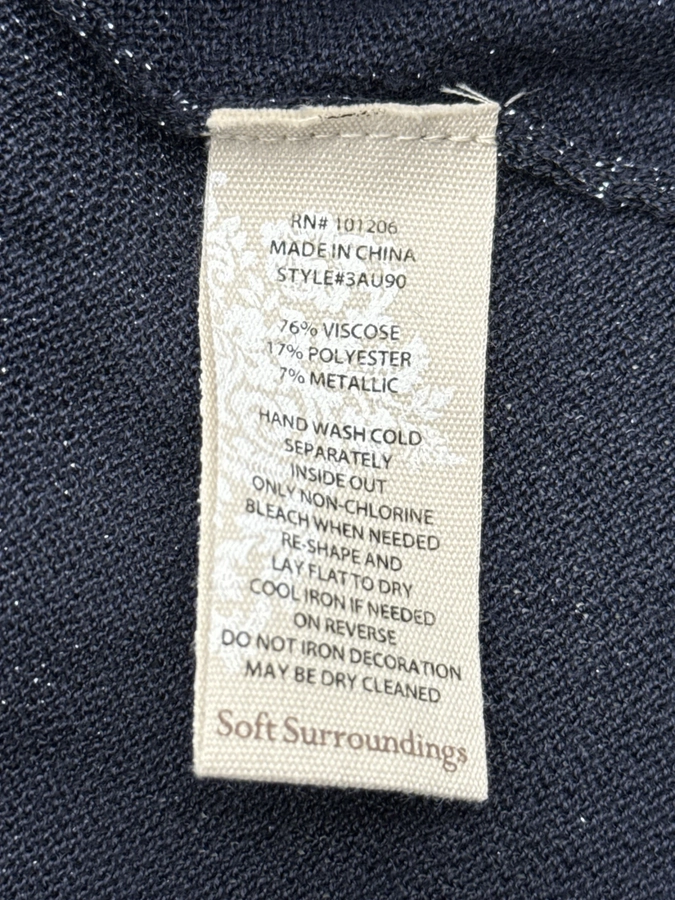 RN# 101206
MADE IN CHINA
STYLE#3AU90
76% VISCOSE
17% POLYESTER
7% METALLIC
HAND WASH COLD
SEPARATELY
INSIDE OUT
ONLY NON-CHLORINE
BLEACH WHEN NEEDED
RE-SHAPE AND
LAY FLAT TO DRY
COOL IRON IF NEEDED
ON REVERSE
DO NOT IRON DECORATION
MAY BE DRY CLEANED
Soft Surroundings